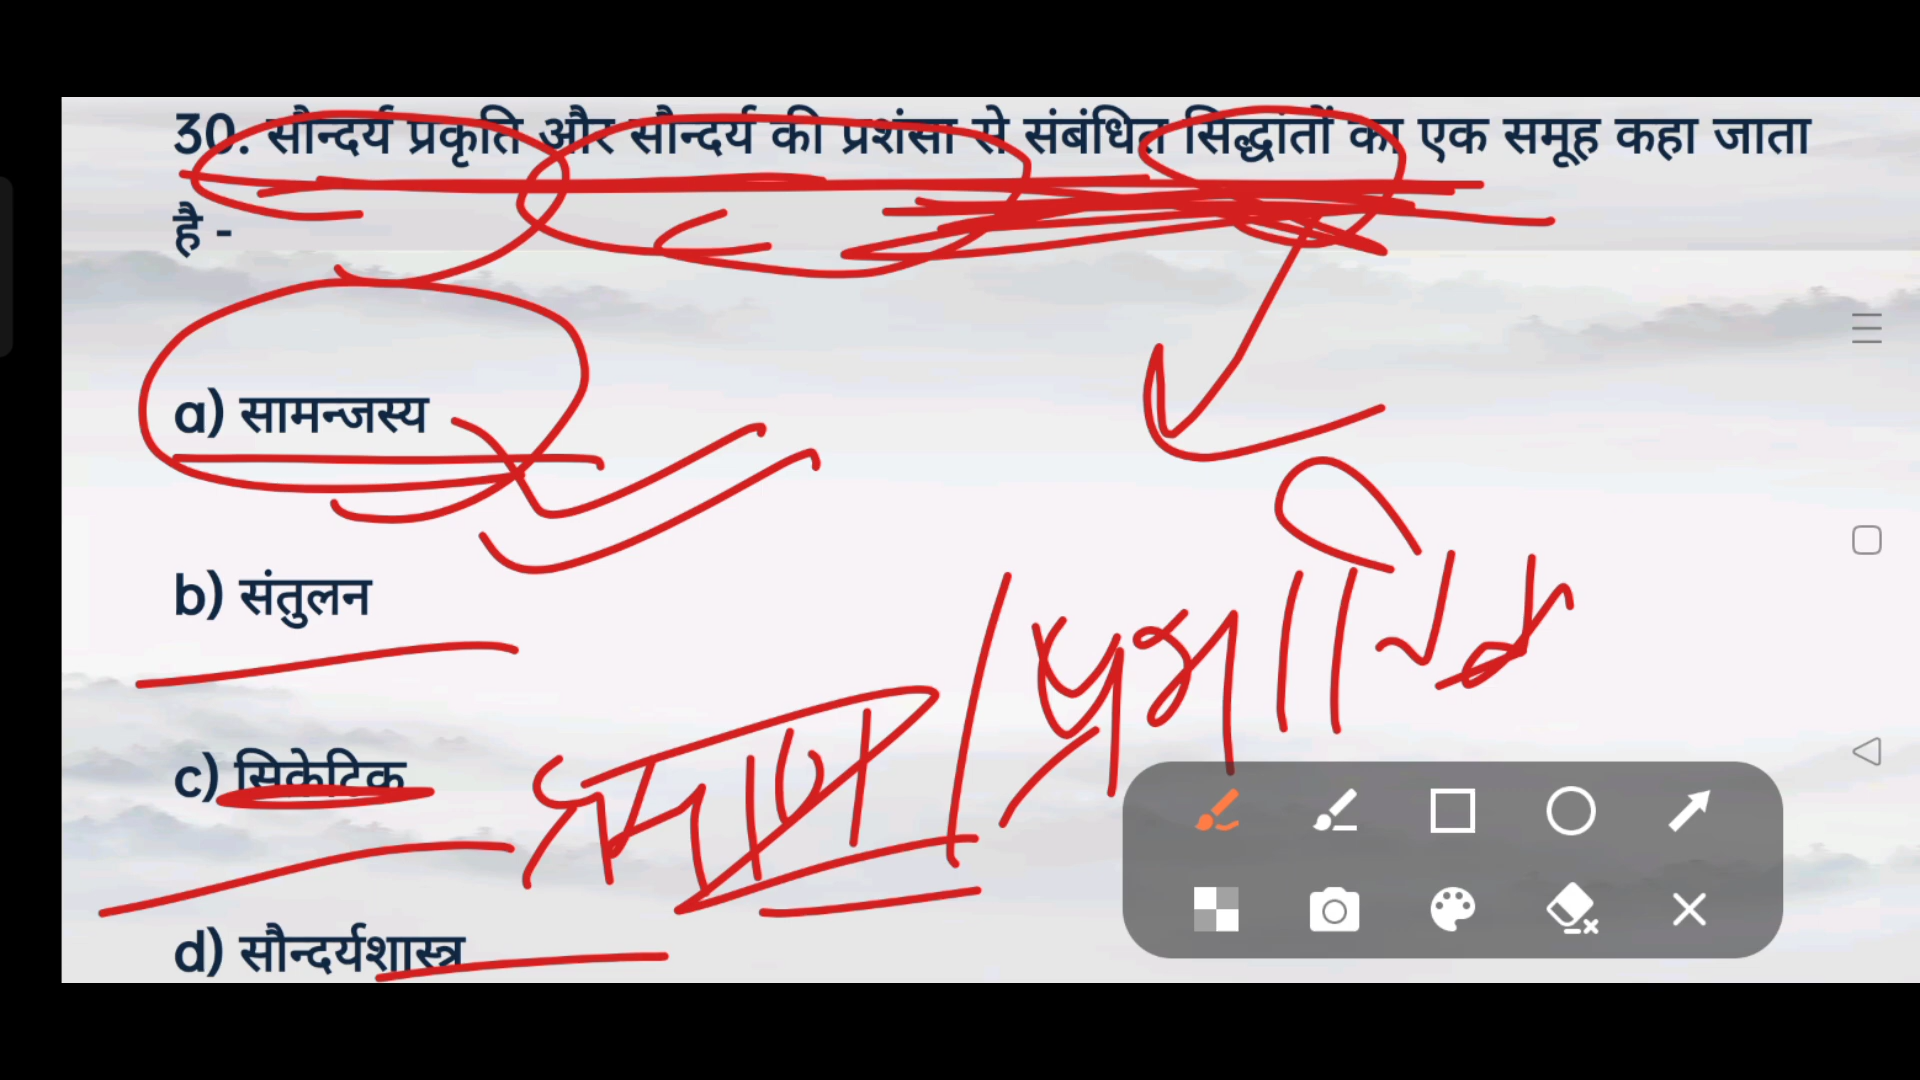 30. सौन्दर्य प्रकृति और सौन्दर्य की प्रशंसा से संबंधित सिद्धांतों का एक समूह कहा जाता
है -
a) सामन्जस्य
b) संतुलन
c) सिकेटिक
d) सौन्दर्यशास्त्र